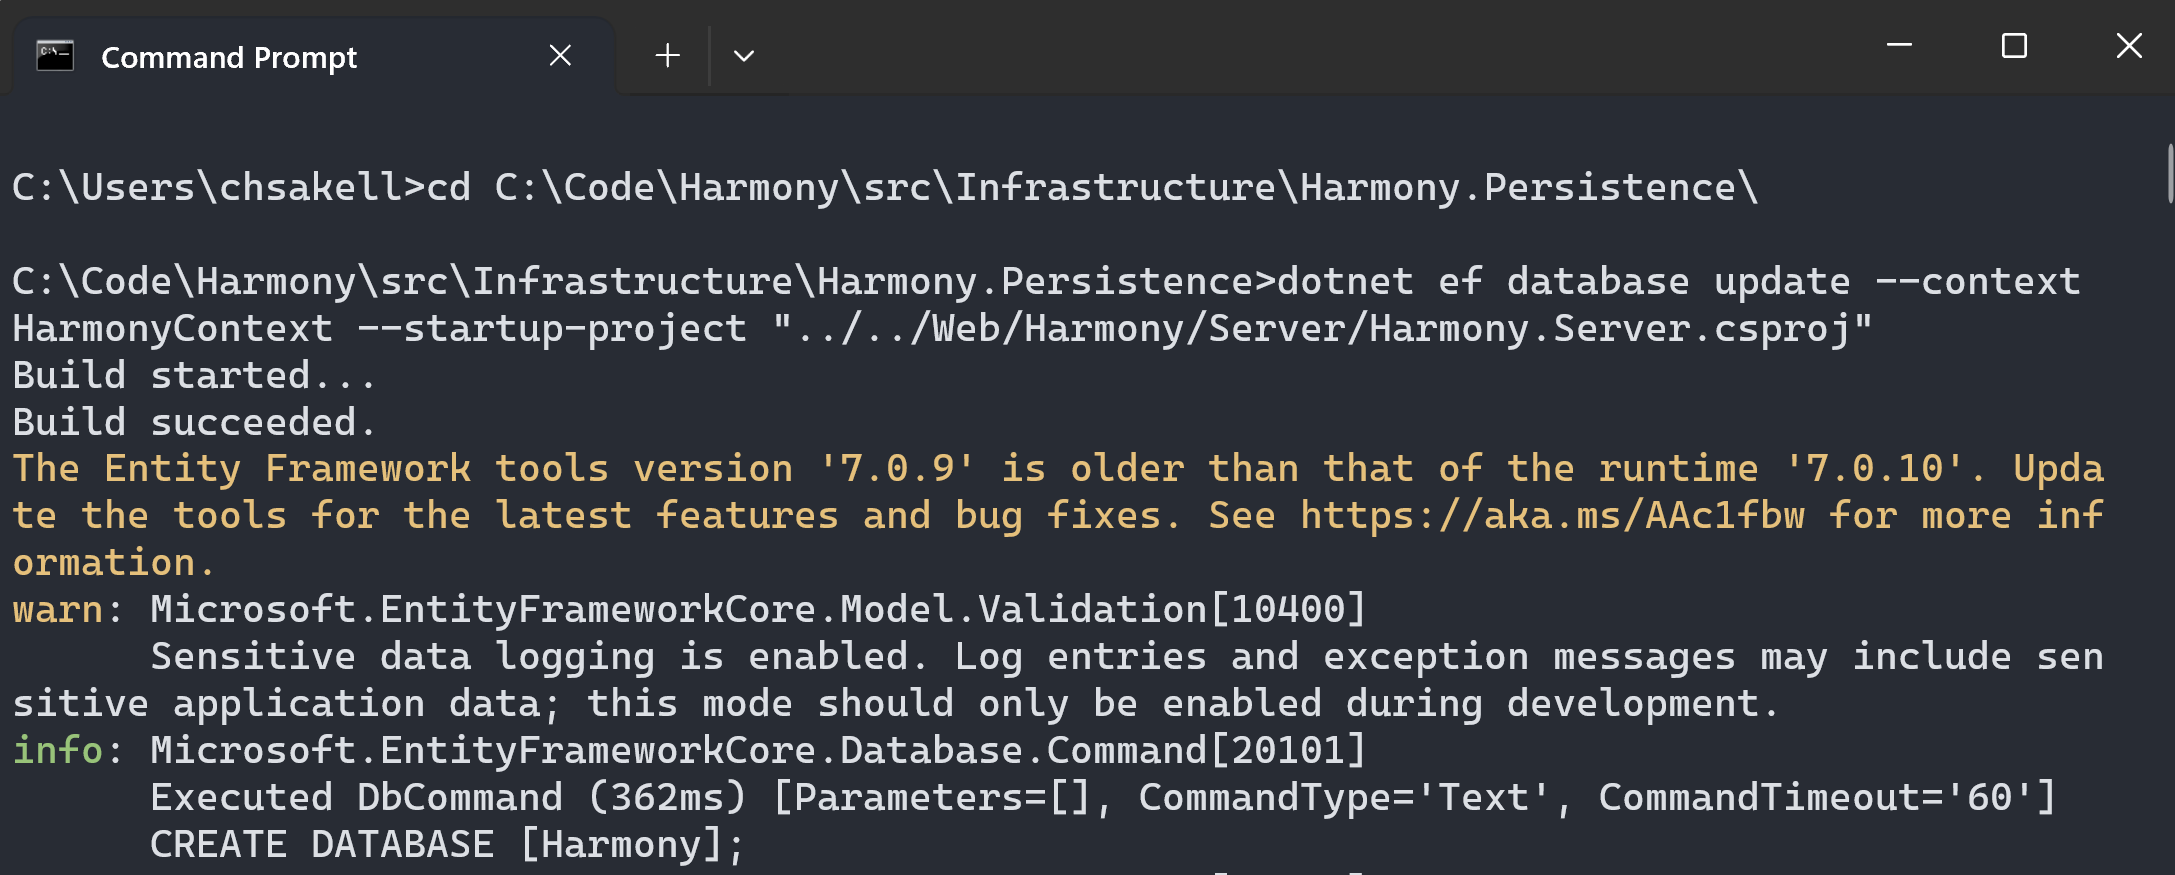 Command Prompt
C:\Users\chsakell>cd C:\Code\Harmony\src\Infrastructure\Harmony.Persistence\
C:\Code\Harmony\src\Infrastructure\Harmony.Persistence>dotnet ef database update --context
HarmonyContext --startup-project "../../Web/Harmony/Server/Harmony.Server.csproj"
Build started...
Build succeeded.
The Entity Framework tools version '7.0.9' is older than that of the runtime '7.0.10'. Upda
te the tools for the latest features and bug fixes. See https://aka.ms/AAc1fbw for more inf
ormation.
warn: Microsoft.EntityFrameworkCore.Model.Validation[10400]
Sensitive data logging is enabled. Log entries and exception messages may include sen
sitive application data; this mode should only be enabled during development.
info: Microsoft.EntityFrameworkCore.Database.Command[20101]
Executed DbCommand (362ms) [Parameters=[], CommandType='Text', CommandTimeout='60']
CREATE DATABASE [Harmony];